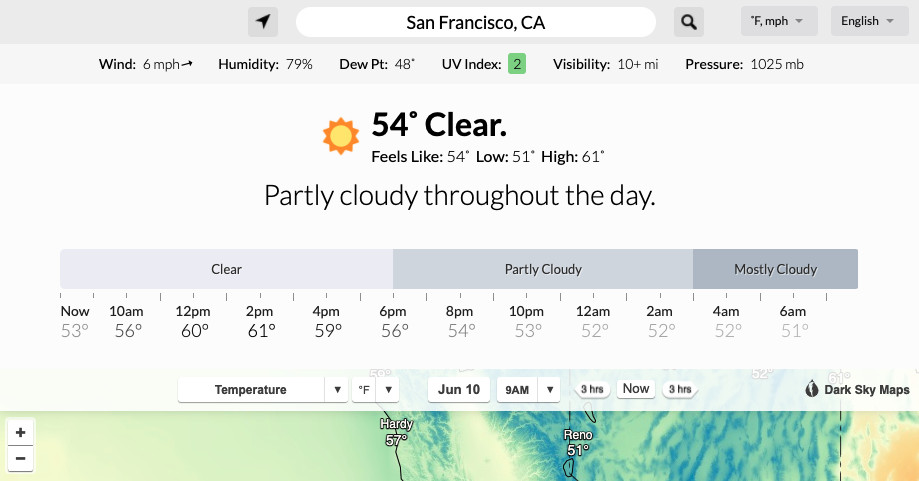 San Francisco, CA
˚F, mph
English
Wind: 6 mph Humidity: 79% Dew Pt: 48˚ UV Index: 2 Visibility: 10+ mi Pressure: 1025 mb
54˚ Clear.
Feels Like: 54˚ Low: 51˚ High: 61˚
Partly cloudy throughout the day.
Clear Partly Cloudy Mostly Cloudy
Now 10am 12pm 2pm 4pm 6pm 8pm 10pm 12am 2am 4am 6am
53° 56° 60° 61° 59° 56° 54° 53° 52° 52° 52° 51°
59° 52° 61°
Temperature °F Jun 10 9AM 3 hrs Now 3 hrs Dark Sky Maps
Hardy
57°
Reno
51°
+
−